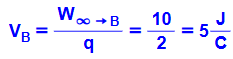 V_B = W_∞→B / q = 10 / 2 = 5 J / C